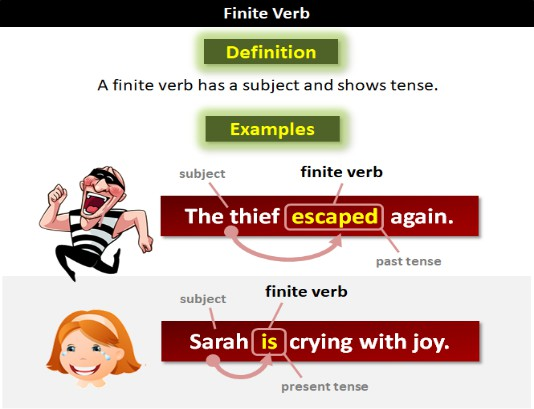 Finite Verb
Definition
A finite verb has a subject and shows tense.
Examples
subject
finite verb
The thief escaped again.
past tense
subject
finite verb
Sarah is crying with joy.
present tense